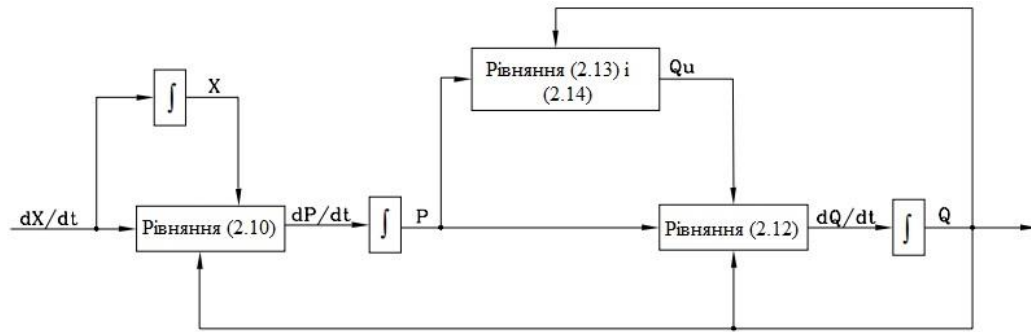 Рівняння (2.13) і
(2.14)
Qu
∫
X
dX/dt
Рівняння (2.10)
dP/dt
∫
P
Рівняння (2.12)
dQ/dt
∫
Q